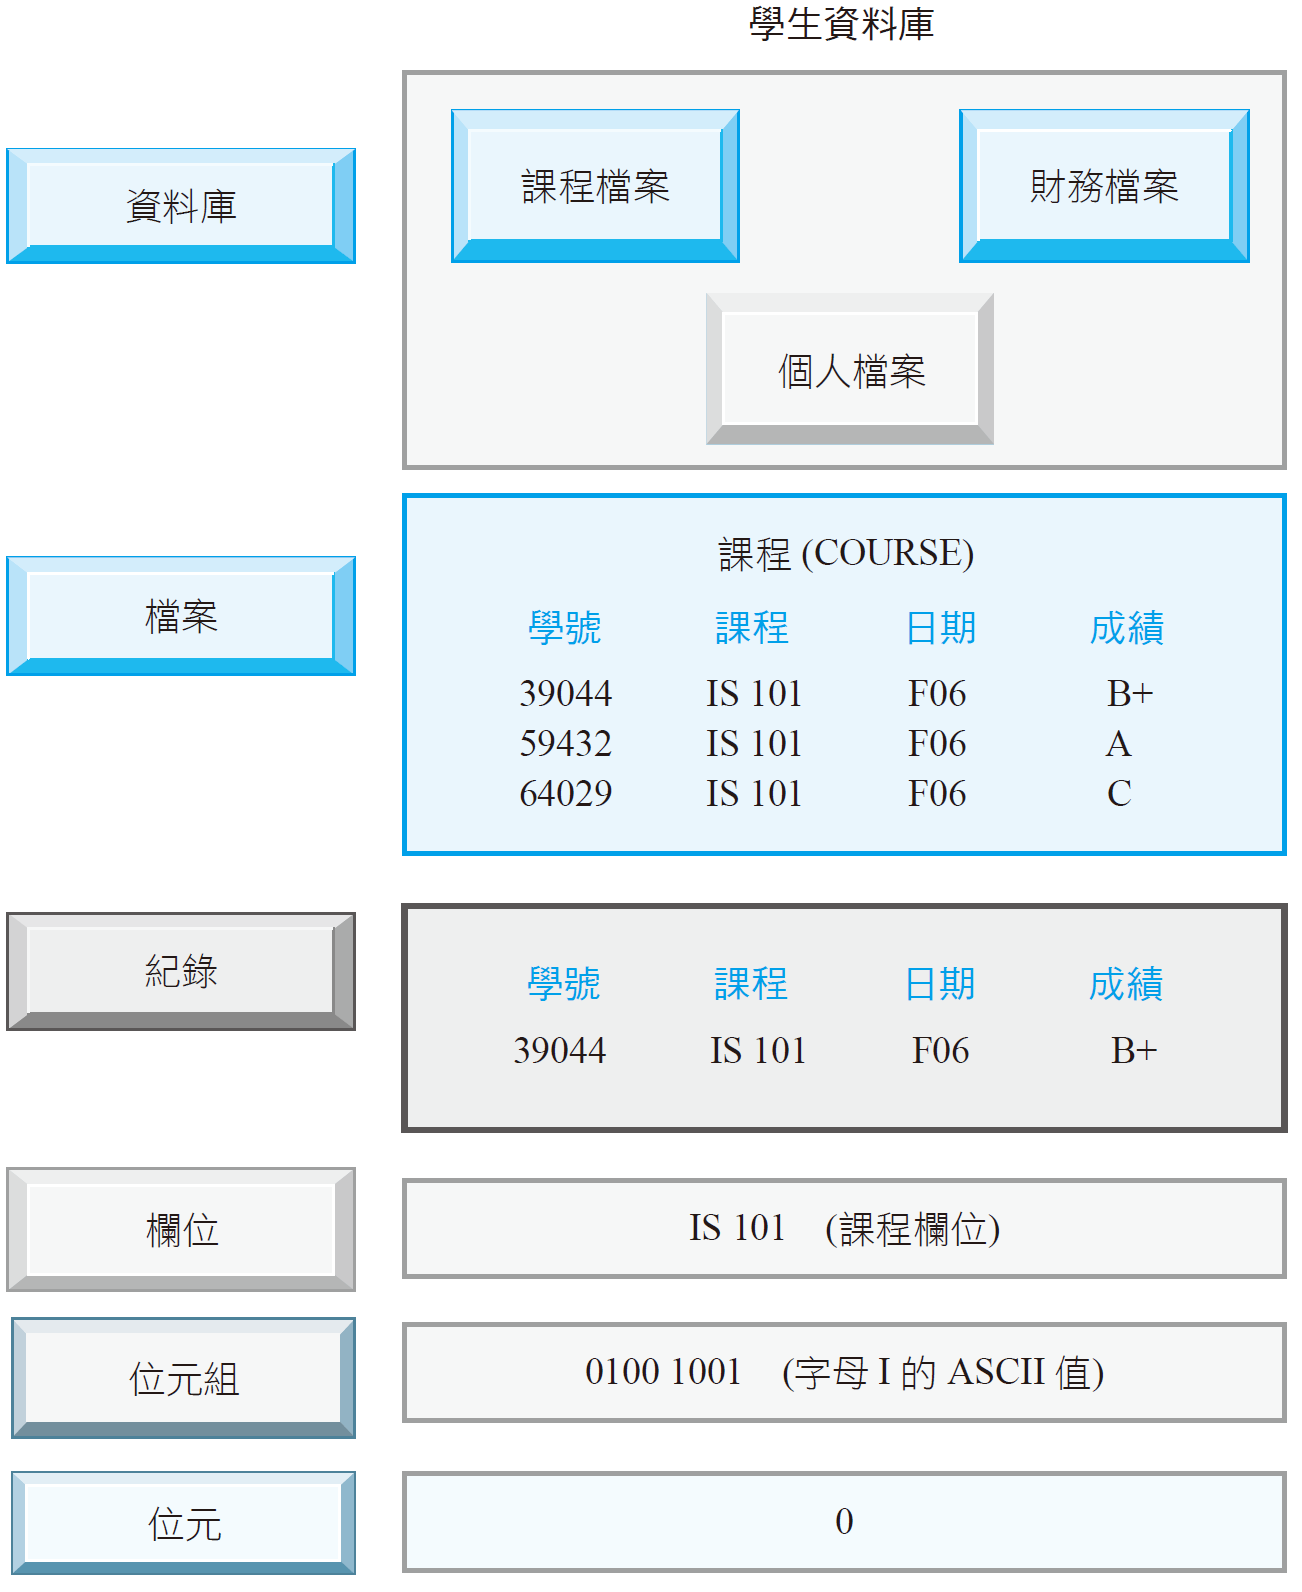 學生資料庫
資料庫
課程檔案
財務檔案
個人檔案
檔案
課程 (COURSE)
學號 課程 日期 成績
39044 IS 101 F06 B+
59432 IS 101 F06 A
64029 IS 101 F06 C
紀錄
學號 課程 日期 成績
39044 IS 101 F06 B+
欄位
IS 101 (課程欄位)
位元組
0100 1001 (字母 I 的 ASCII 值)
位元
0